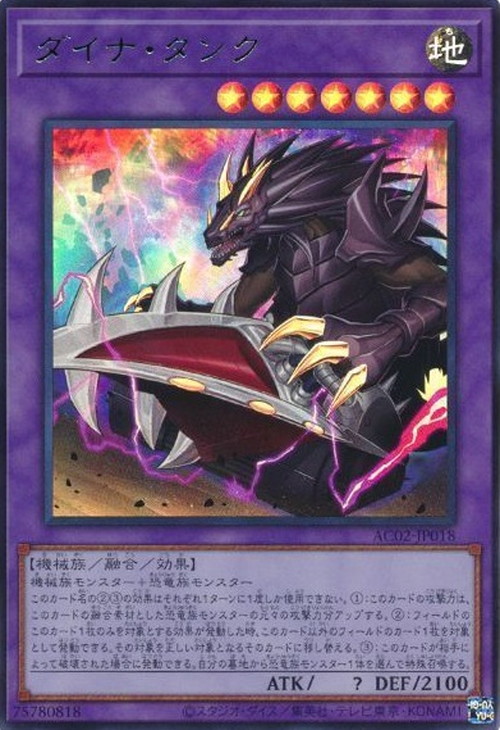 ダイナ・タンク
地
AC02-JP018
【機械族／融合／効果】
機械族モンスター＋恐竜族モンスター
このカード名の②③の効果はそれぞれ1ターンに1度しか使用できない。①：このカードの攻撃力は、
このカードの融合素材とした恐竜族モンスターの元々の攻撃力分アップする。②：フィールドの
このカード1枚のみを対象とする効果が発動した時、このカード以外のフィールドのカード1枚を対象
として発動できる。その対象を正しい対象となるそのカードに移し替える。③：このカードが相手に
よって破壊された場合に発動できる。自分の墓地から恐竜族モンスター1体を選んで特殊召喚する。
ATK/ ? DEF/2100
75780818
©スタジオ・ダイス／集英社・テレビ東京・KONAMI